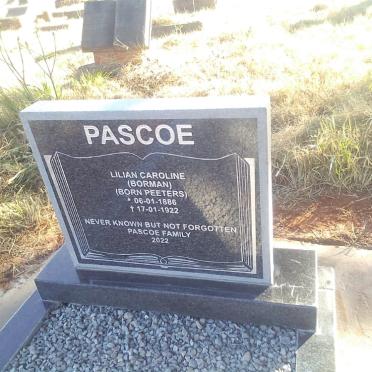 PASCOE
LILIAN CAROLINE
(BORMAN)
(BORN PEETERS)
* 06-01-1886
† 17-01-1922
NEVER KNOWN BUT NOT FORGOTTEN
PASCOE FAMILY
2022